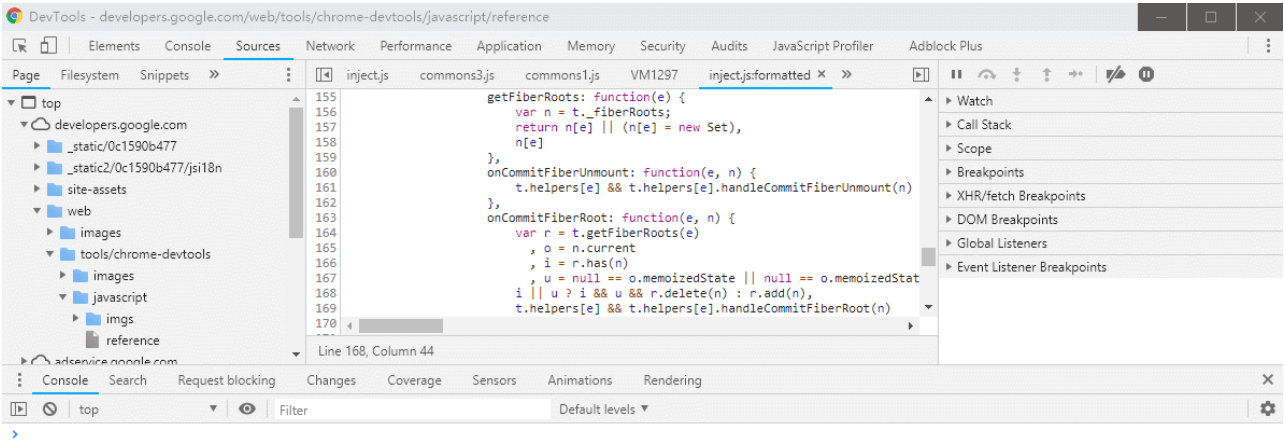 DevTools - developers.google.com/web/tools/chrome-devtools/javascript/reference
Elements Console Sources Network Performance Application Memory Security Audits JavaScript Profiler Adblock Plus
Page Filesystem Snippets »
inject.js commons3.js commons1.js VM1297 inject.js:formatted × »
top
developers.google.com
_static/0c1590b477
_static2/0c1590b477/jsi18n
site-assets
web
images
tools/chrome-devtools
images
javascript
imgs
reference
adservice.google.com
155 getFiberRoots: function(e) {
156 var n = t._fiberRoots;
157 return n[e] || (n[e] = new Set),
158 n[e]
159 },
160 onCommitFiberUnmount: function(e, n) {
161 t.helpers[e] && t.helpers[e].handleCommitFiberUnmount(n)
162 },
163 onCommitFiberRoot: function(e, n) {
164 var r = t.getFiberRoots(e)
165 , o = n.current
166 , i = r.has(n)
167 , u = null == o.memoizedState || null == o.memoizedStat
168 i || u ? i && u && r.delete(n) : r.add(n),
169 t.helpers[e] && t.helpers[e].handleCommitFiberRoot(n)
170
Line 168, Column 44
Watch
Call Stack
Scope
Breakpoints
XHR/fetch Breakpoints
DOM Breakpoints
Global Listeners
Event Listener Breakpoints
Console Search Request blocking Changes Coverage Sensors Animations Rendering
top Filter Default levels ▼
>